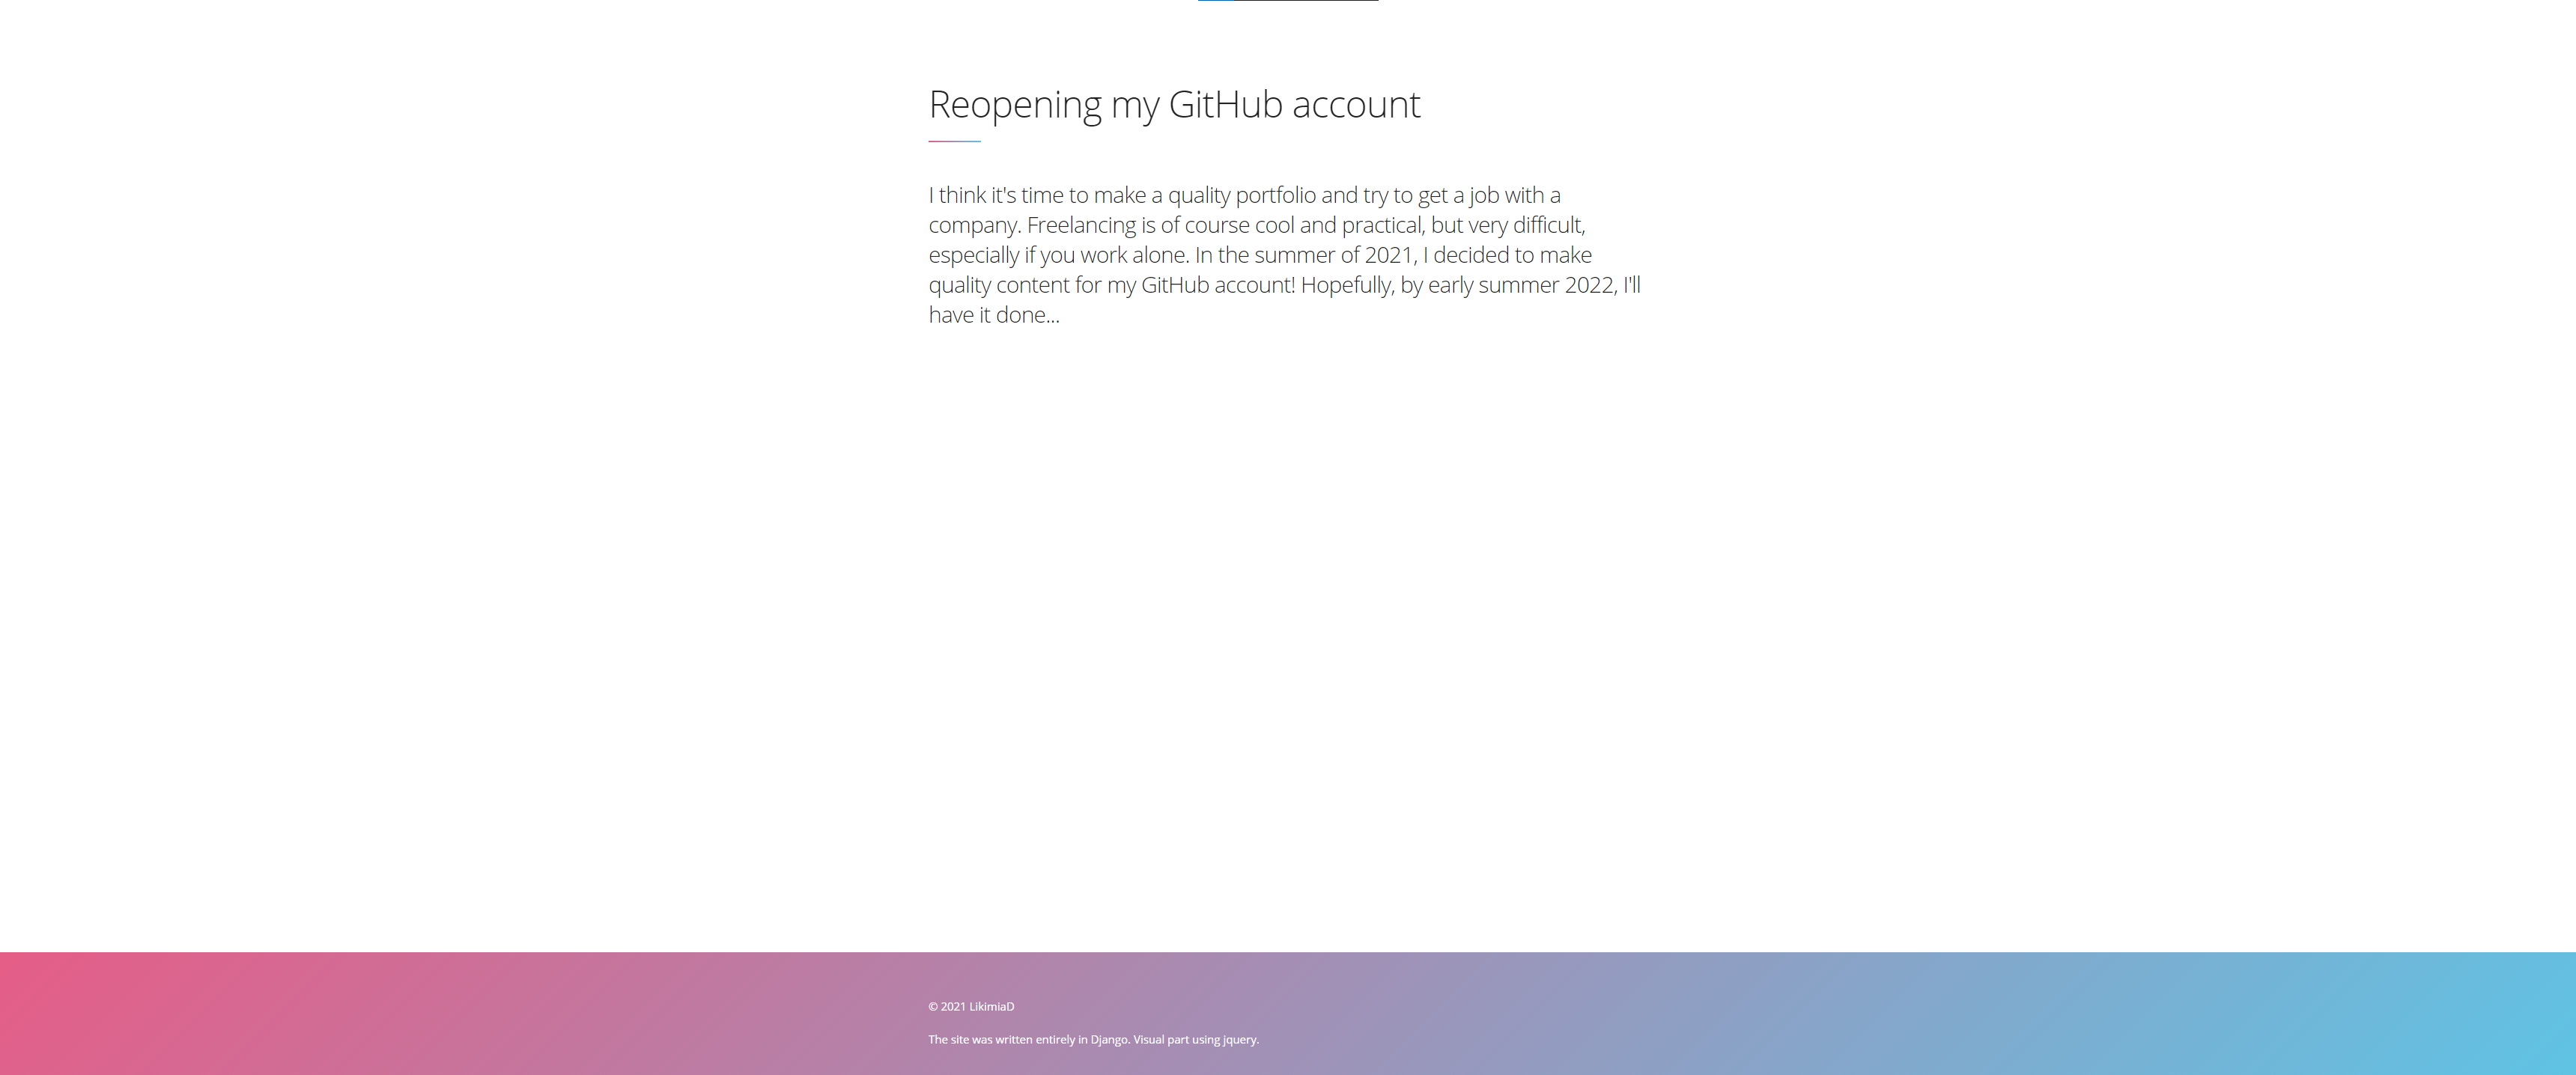 Reopening my GitHub account
I think it's time to make a quality portfolio and try to get a job with a
company. Freelancing is of course cool and practical, but very difficult,
especially if you work alone. In the summer of 2021, I decided to make
quality content for my GitHub account! Hopefully, by early summer 2022, I'll
have it done...
© 2021 LikimiaD
The site was written entirely in Django. Visual part using jquery.